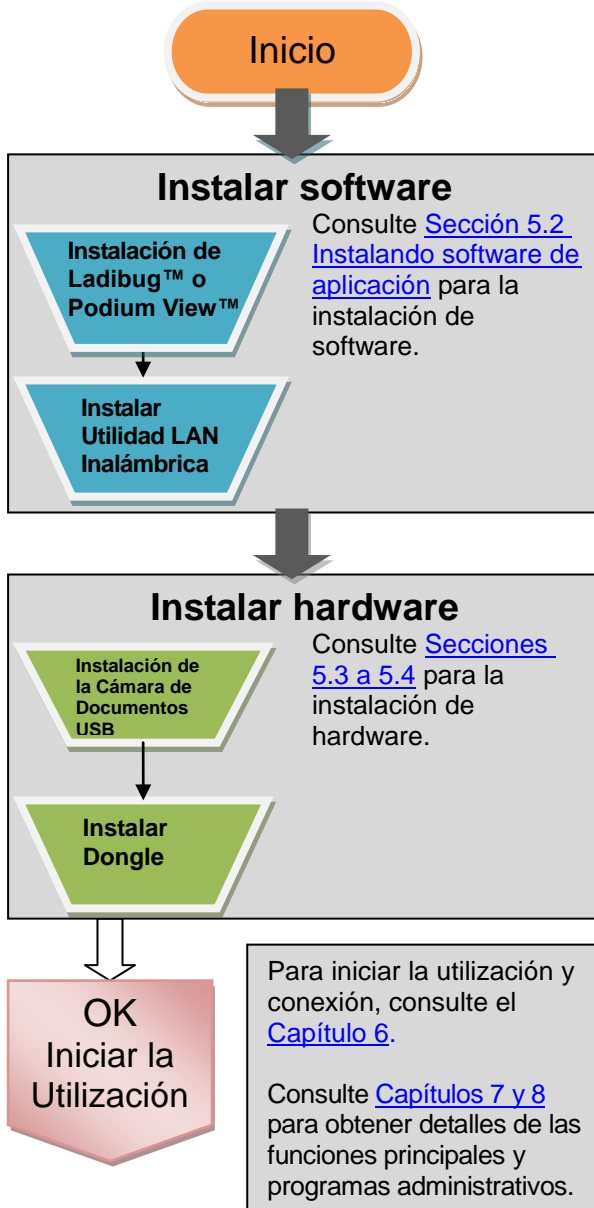 Inicio
Instalar software
Instalación de
Ladibug™ o
Podium View™
Instalar
Utilidad LAN
Inalámbrica
Consulte Sección 5.2
Instalando software de
aplicación para la
instalación de
software.
Instalar hardware
Instalación de
la Cámara de
Documentos
USB
Instalar
Dongle
Consulte Secciones
5.3 a 5.4 para la
instalación de
hardware.
OK
Iniciar la
Utilización
Para iniciar la utilización y
conexión, consulte el
Capítulo 6.
Consulte Capítulos 7 y 8
para obtener detalles de las
funciones principales y
programas administrativos.